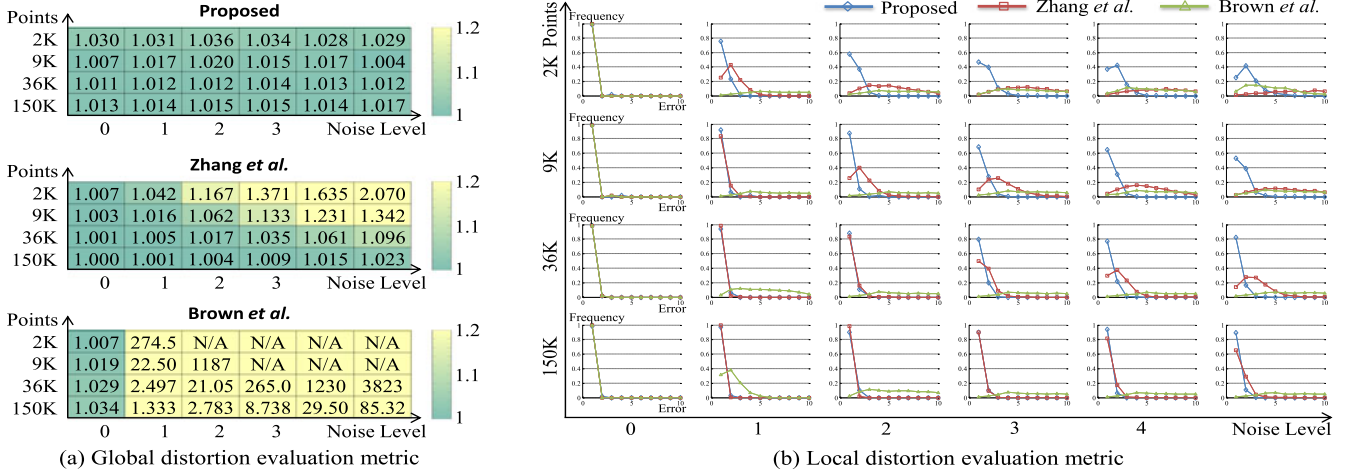 Proposed
Points
2K 1.030 1.031 1.036 1.034 1.028 1.029
9K 1.007 1.017 1.020 1.015 1.017 1.004
36K 1.011 1.012 1.012 1.014 1.013 1.012
150K 1.013 1.014 1.015 1.015 1.014 1.017
0 1 2 3 Noise Level
1.2
1.1
1
Zhang et al.
Points
2K 1.007 1.042 1.167 1.371 1.635 2.070
9K 1.003 1.016 1.062 1.133 1.231 1.342
36K 1.001 1.005 1.017 1.035 1.061 1.096
150K 1.000 1.001 1.004 1.009 1.015 1.023
0 1 2 3 Noise Level
1.2
1.1
1
Brown et al.
Points
2K 1.007 274.5 N/A N/A N/A N/A
9K 1.019 22.50 1187 N/A N/A N/A
36K 1.029 2.497 21.05 265.0 1230 3823
150K 1.034 1.333 2.783 8.738 29.50 85.32
0 1 2 3 Noise Level
1.2
1.1
1
(a) Global distortion evaluation metric
Proposed Zhang et al. Brown et al.
Points
2K
Frequency
Error
9K
Frequency
36K
Frequency
150K
Frequency
Error
0 1 2 3 4 Noise Level
(b) Local distortion evaluation metric